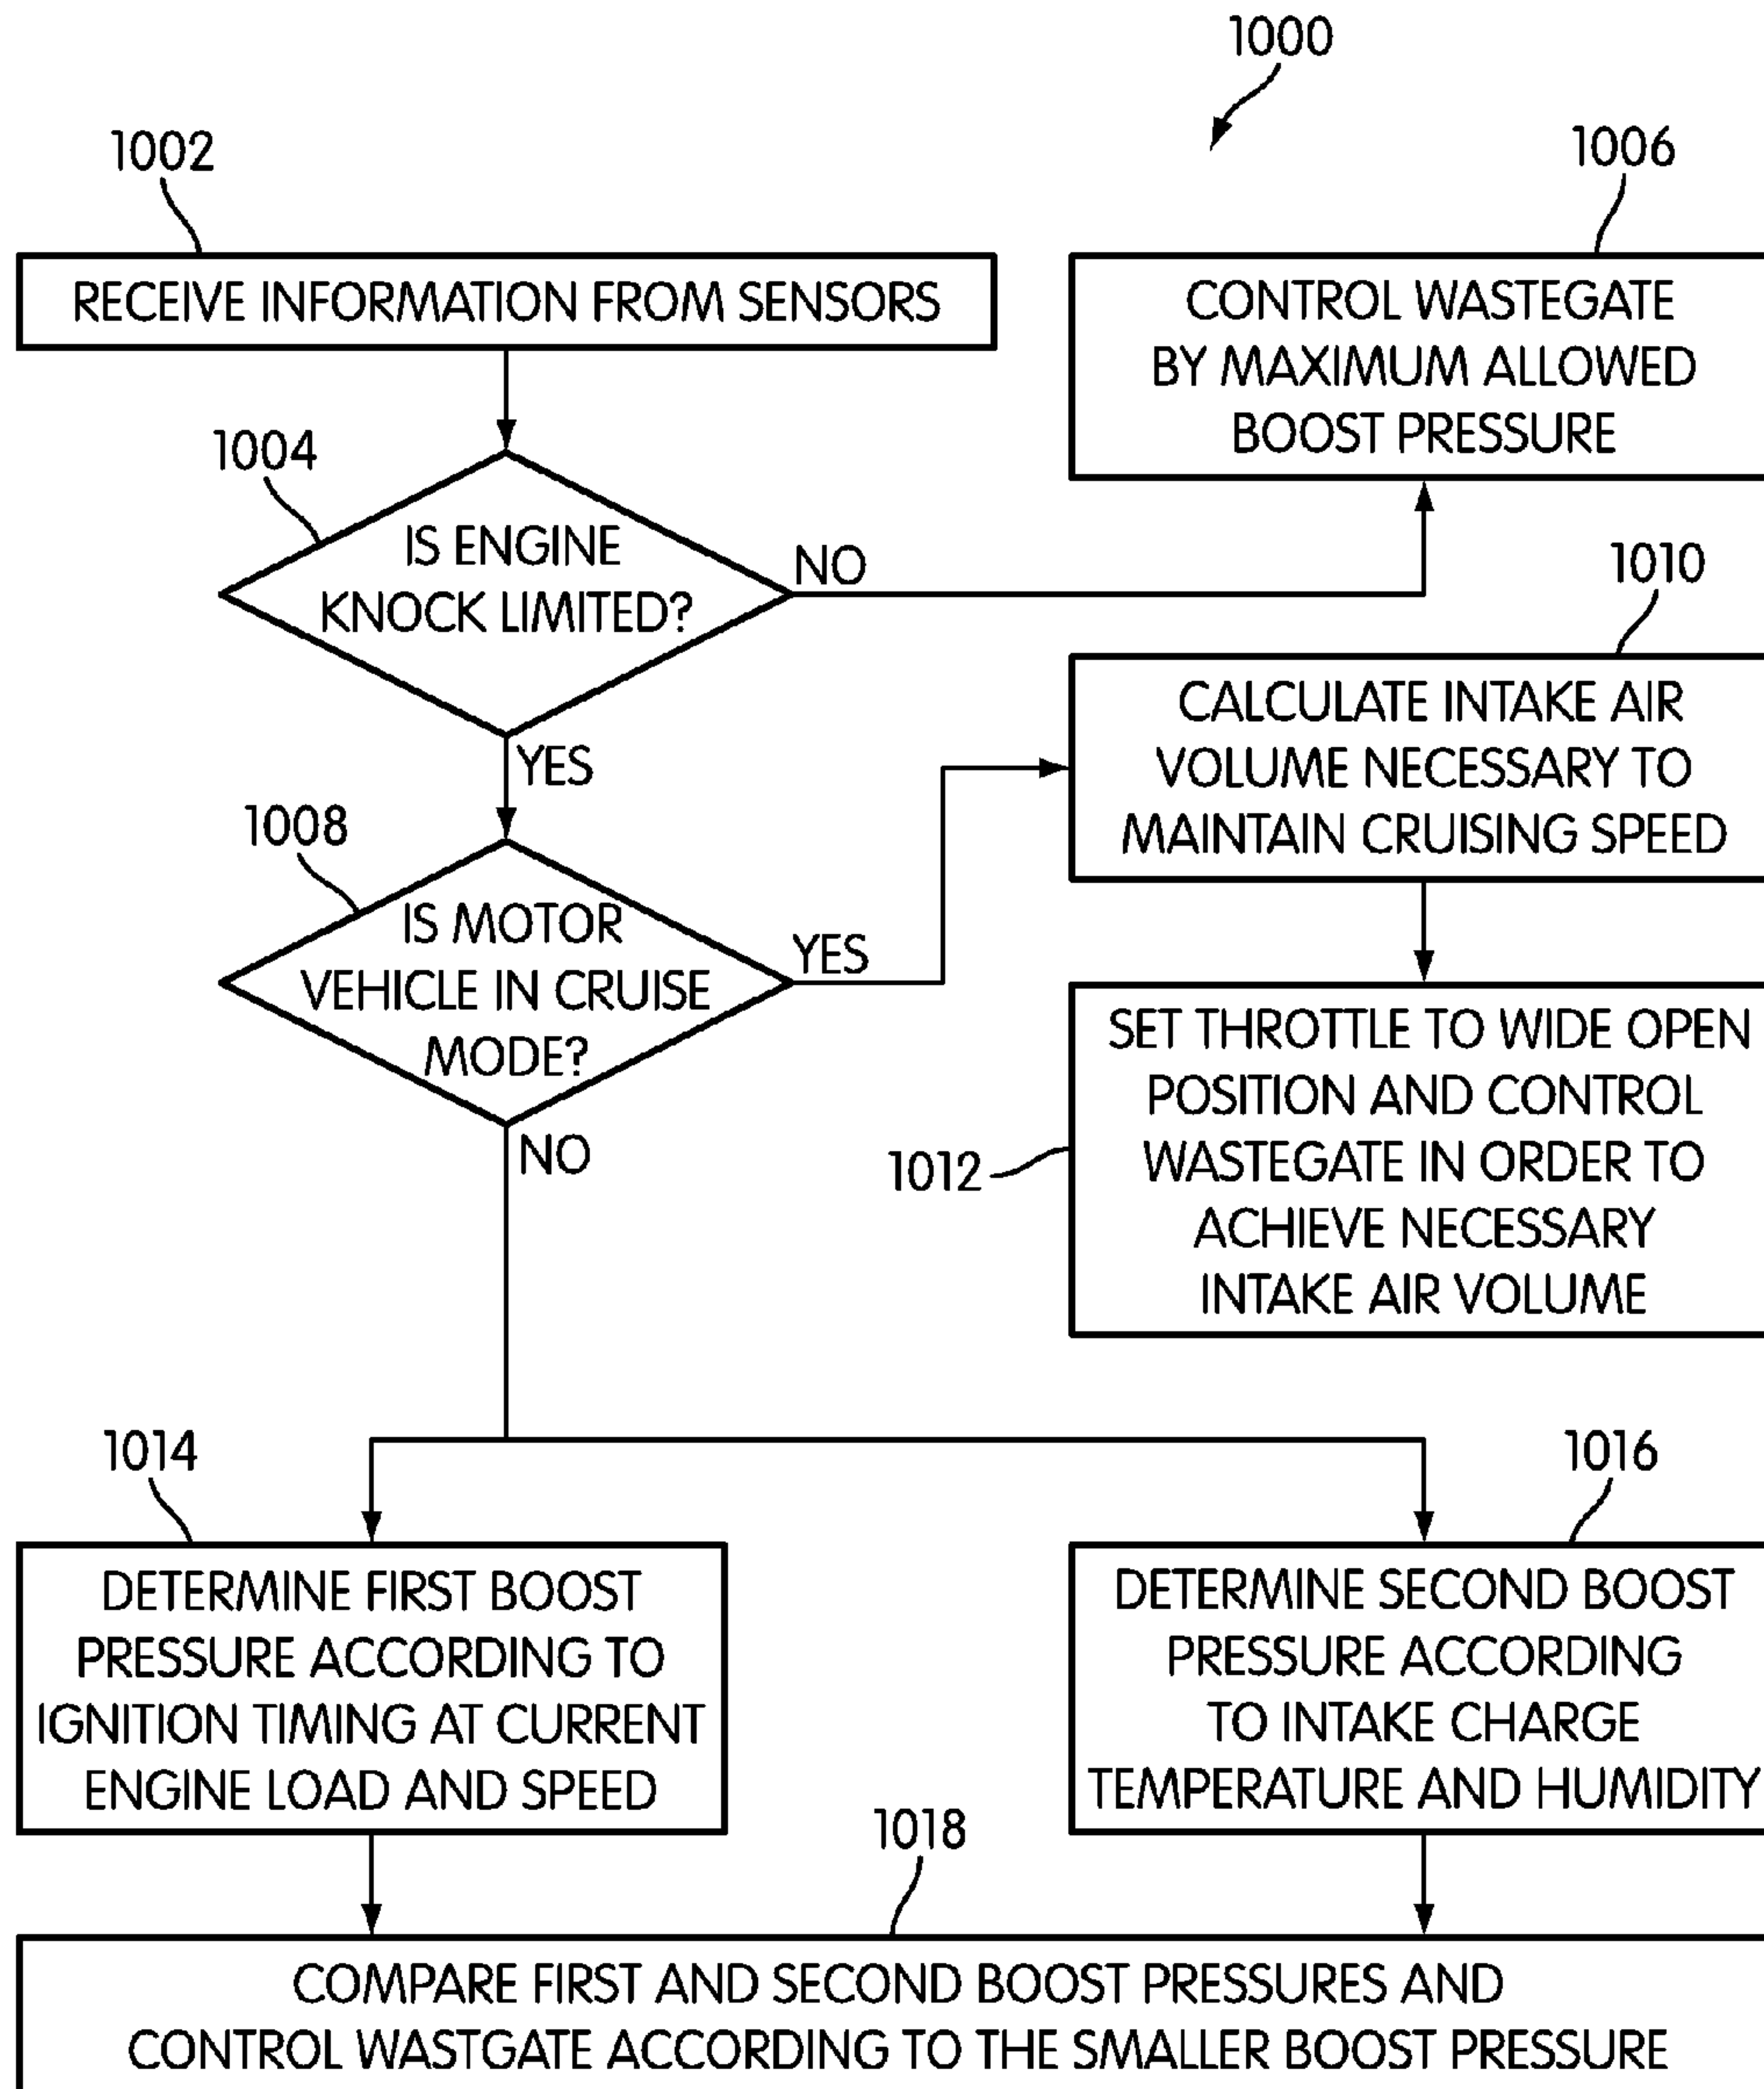 1000
1002
RECEIVE INFORMATION FROM SENSORS
1006
CONTROL WASTEGATE
BY MAXIMUM ALLOWED
BOOST PRESSURE
1004
IS ENGINE
KNOCK LIMITED?
NO
YES
1010
CALCULATE INTAKE AIR
VOLUME NECESSARY TO
MAINTAIN CRUISING SPEED
1008
IS MOTOR
VEHICLE IN CRUISE
MODE?
YES
NO
1012
SET THROTTLE TO WIDE OPEN
POSITION AND CONTROL
WASTEGATE IN ORDER TO
ACHIEVE NECESSARY
INTAKE AIR VOLUME
1014
DETERMINE FIRST BOOST
PRESSURE ACCORDING TO
IGNITION TIMING AT CURRENT
ENGINE LOAD AND SPEED
1016
DETERMINE SECOND BOOST
PRESSURE ACCORDING
TO INTAKE CHARGE
TEMPERATURE AND HUMIDITY
1018
COMPARE FIRST AND SECOND BOOST PRESSURES AND
CONTROL WASTGATE ACCORDING TO THE SMALLER BOOST PRESSURE